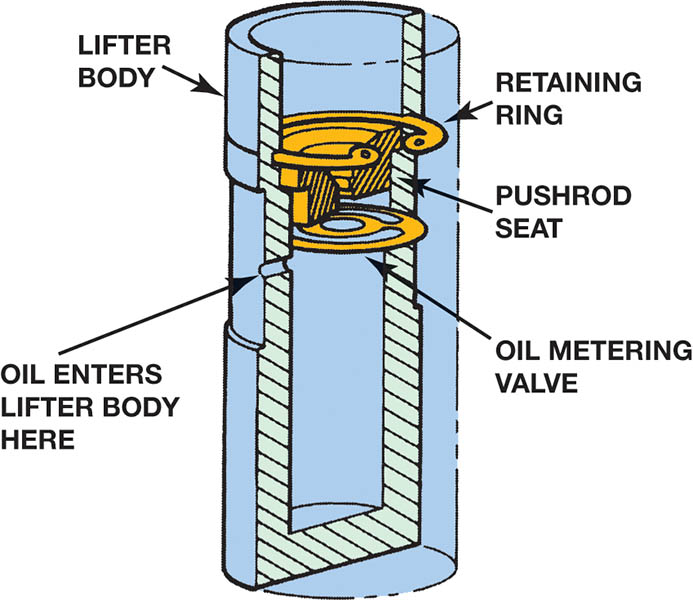 LIFTER
BODY
RETAINING
RING
PUSHROD
SEAT
OIL METERING
VALVE
OIL ENTERS
LIFTER BODY
HERE